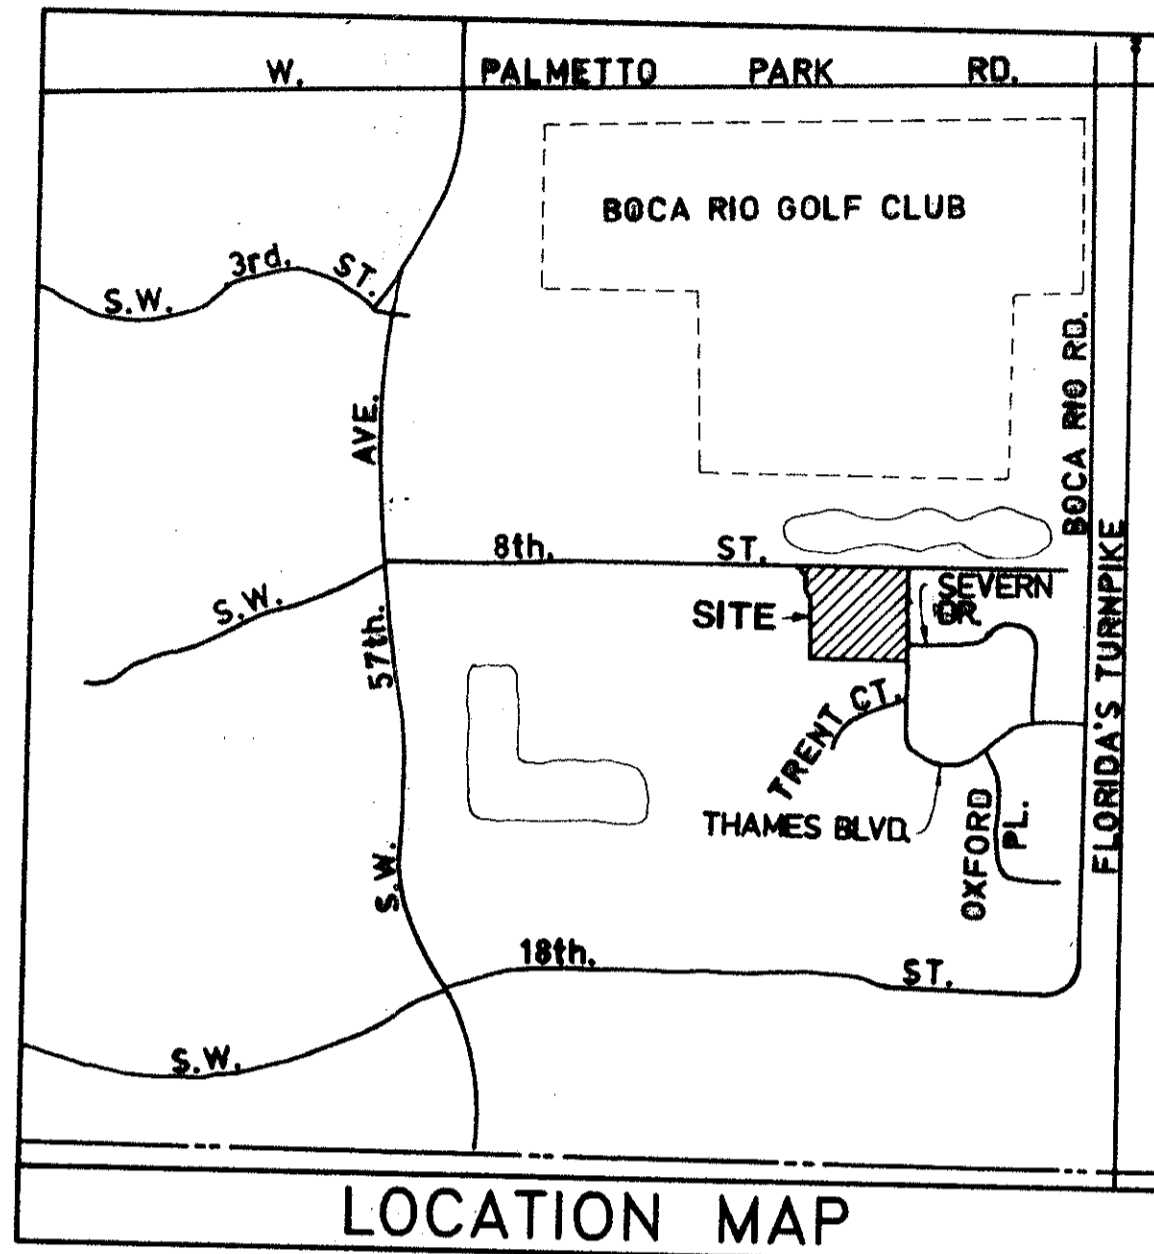 W. PALMETTO PARK RD.
BOCA RIO GOLF CLUB
S.W. 3rd. ST.
BOCA RIO RD.
S.W. 57th. AVE.
S.W. 8th. ST.
SITE
SEVERN
DR.
TRENT CT.
THAMES BLVD.
OXFORD
PL.
FLORIDA'S TURNPIKE
S.W. 18th. ST.
LOCATION MAP